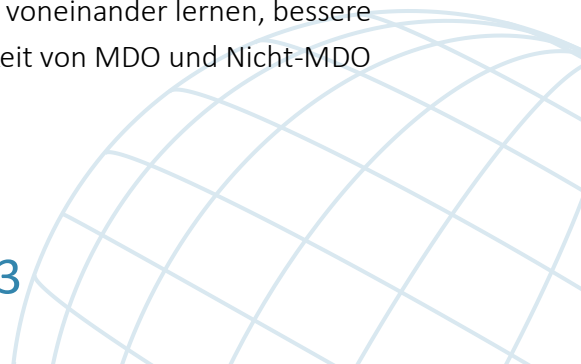 voneinander lernen, bessere
eit von MDO und Nicht-MDO
3